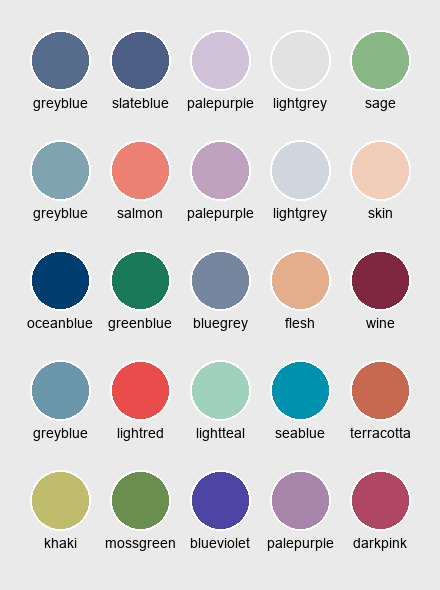 greyblue slateblue palepurple lightgrey sage
greyblue salmon palepurple lightgrey skin
oceanblue greenblue bluegrey flesh wine
greyblue lightred lightteal seablue terracotta
khaki mossgreen blueviolet palepurple darkpink